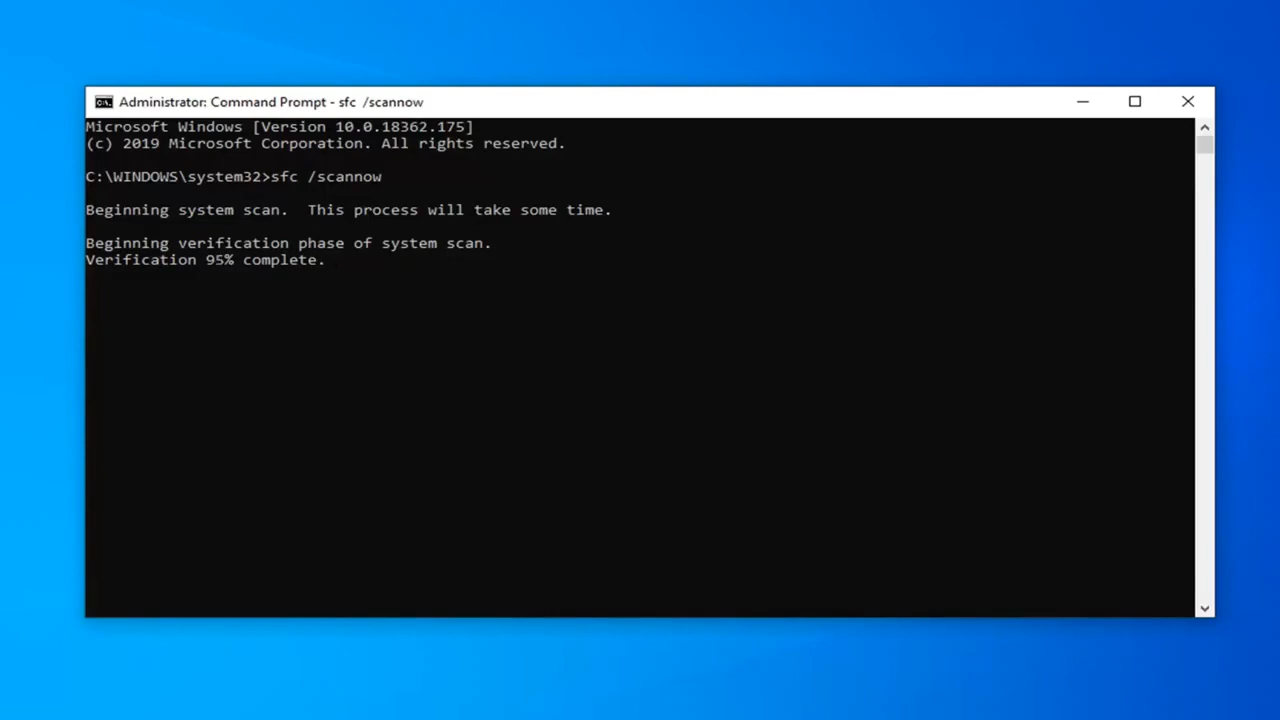 Administrator: Command Prompt - sfc  /scannow
Microsoft Windows [Version 10.0.18362.175]
(c) 2019 Microsoft Corporation. All rights reserved.
C:\WINDOWS\system32>sfc /scannow
Beginning system scan.  This process will take some time.
Beginning verification phase of system scan.
Verification 95% complete.